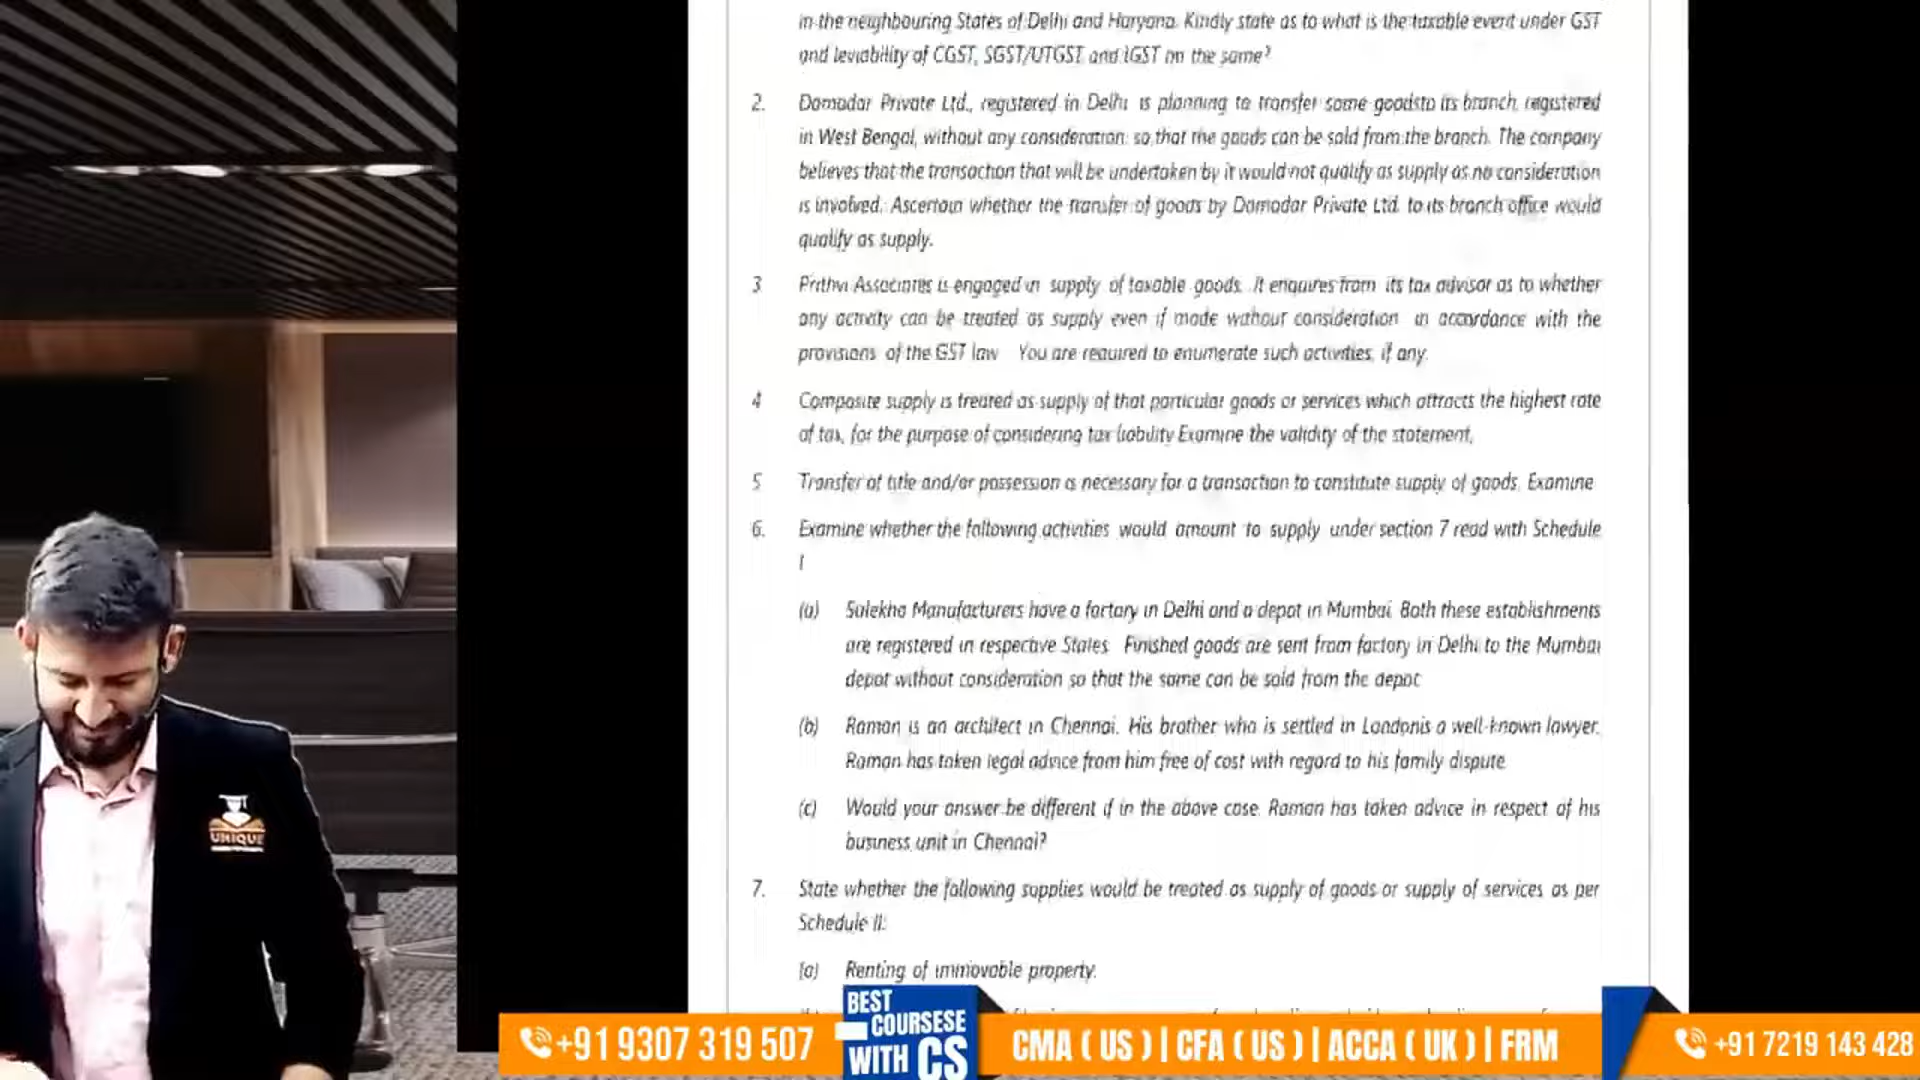 in the neighbouring States of Delhi and Haryana. Kindly state as to what is the taxable event under GST
and leviability of CGST, SGST/UTGST and IGST on the same?
2. Damodar Private Ltd., registered in Delhi is planning to transfer some goodsto its branch, registered
in West Bengal, without any consideration so that the goods can be sold from the branch. The company
believes that the transaction that will be undertaken by it would not qualify as supply as no consideration
is involved. Ascertain whether the transfer of goods by Damodar Private Ltd. to its branch office would
qualify as supply.
3 Prithvi Associates is engaged in supply of taxable goods. It enquires from its tax advisor as to whether
any activity can be treated as supply even if made without consideration in accordance with the
provisions of the GST law You are required to enumerate such activities, if any.
4 Composite supply is treated as supply of that particular goods or services which attracts the highest rate
of tax, for the purpose of considering tax liability Examine the validity of the statement.
5 Transfer of title and/or possession is necessary for a transaction to constitute supply of goods. Examine
6. Examine whether the following activities would amount to supply under section 7 read with Schedule
I
(a) Sulekha Manufacturers have a factory in Delhi and a depot in Mumbai. Both these establishments
are registered in respective States. Finished goods are sent from factory in Delhi to the Mumbai
depot without consideration so that the same can be sold from the depot
(b) Raman is an architect in Chennai. His brother who is settled in Londonis a well-known lawyer.
Raman has taken legal advice from him free of cost with regard to his family dispute
(c) Would your answer be different if in the above case, Raman has taken advice in respect of his
business unit in Chennai?
7. State whether the following supplies would be treated as supply of goods or supply of services as per
Schedule II:
(a) Renting of immovable property.
UNIQUE
+91 9307 319 507
BEST
COURSESE
WITH CS
CMA ( US ) | CFA ( US ) | ACCA ( UK ) | FRM
+91 7219 143 428